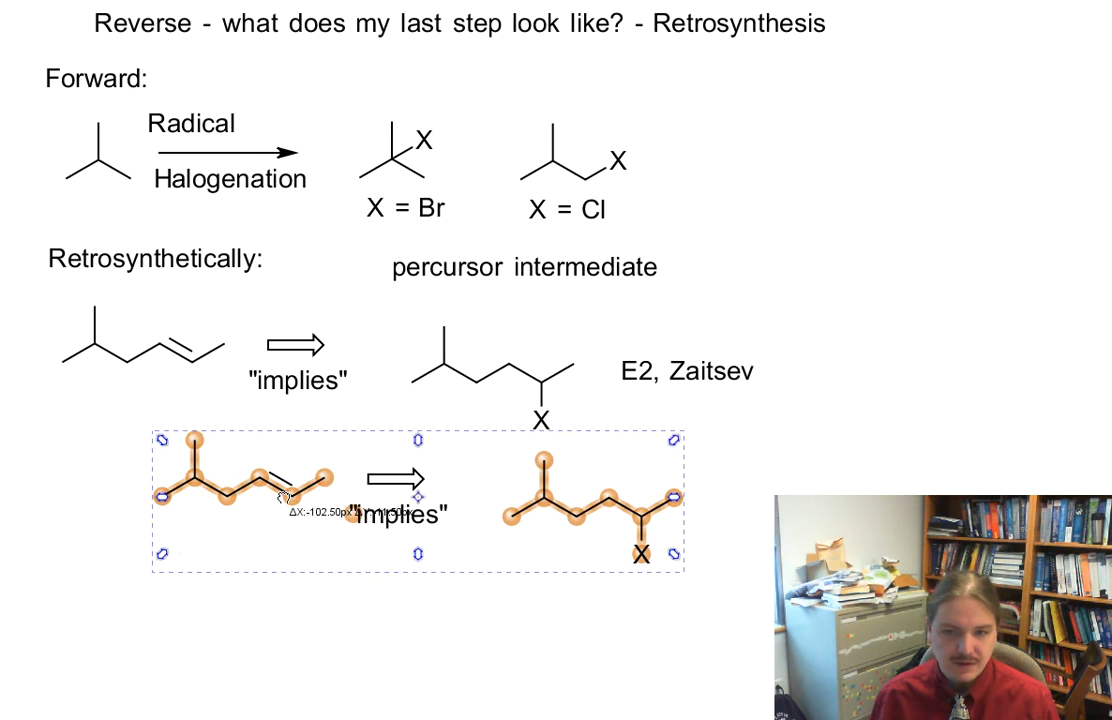 Reverse - what does my last step look like? - Retrosynthesis
Forward:
Radical
Halogenation
X
X
X = Br
X = Cl
Retrosynthetically:
percursor intermediate
"implies"
E2, Zaitsev
X
"implies"
X